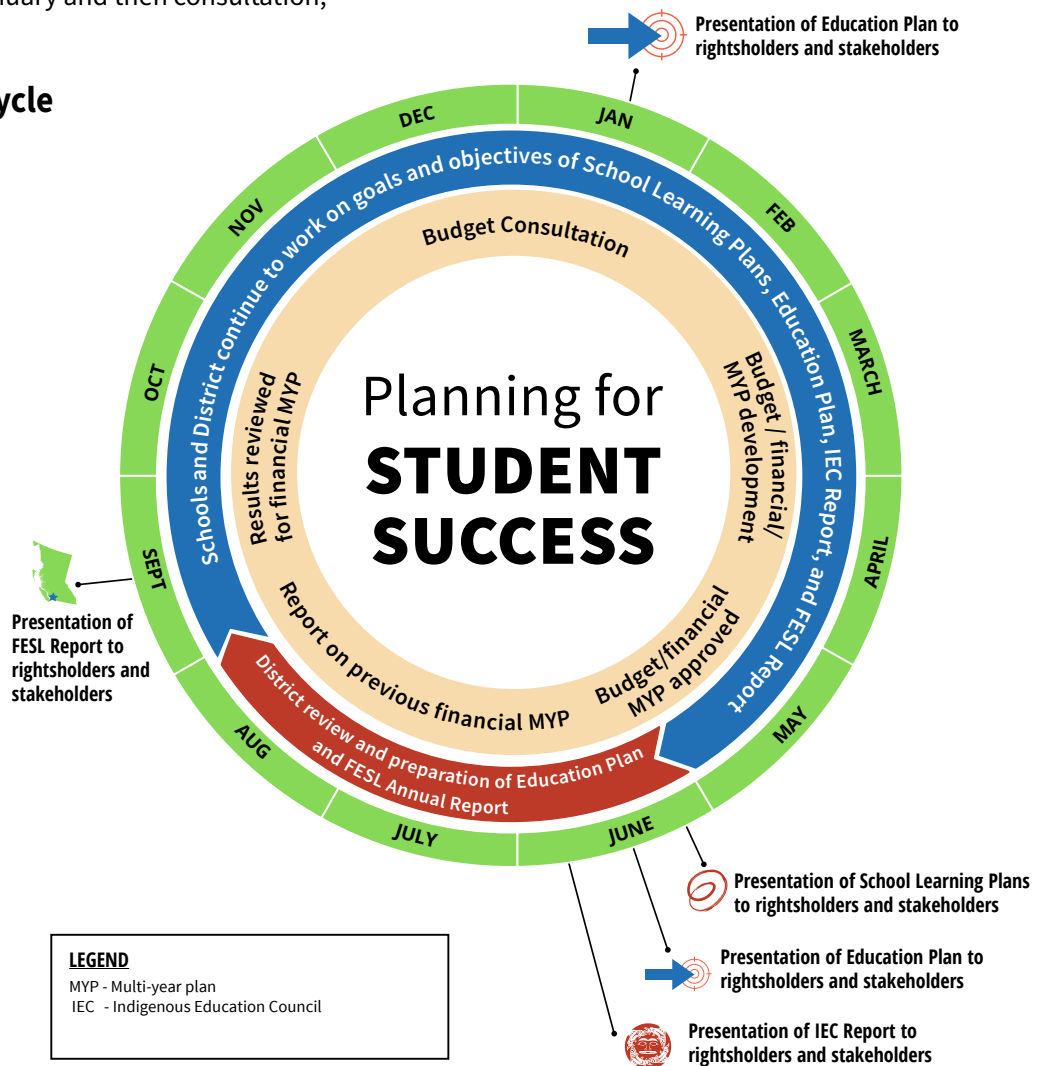 nuary and then consultation,
ycle
Presentation of Education Plan to
rightsholders and stakeholders
JAN
FEB
MARCH
APRIL
MAY
JUNE
JULY
AUG
SEPT
OCT
NOV
DEC
Schools and District continue to work on goals and objectives of School Learning Plans, Education Plan, IEC Report, and FESL Report
District review and preparation of Education Plan
and FESL Annual Report
Budget Consultation
Budget / financial/
MYP development
Budget/financial
MYP approved
Report on previous financial MYP
Results reviewed
for financial MYP
Planning for
STUDENT
SUCCESS
Presentation of
FESL Report to
rightsholders and
stakeholders
Presentation of School Learning Plans
to rightsholders and stakeholders
Presentation of Education Plan to
rightsholders and stakeholders
Presentation of IEC Report to
rightsholders and stakeholders
LEGEND
MYP - Multi-year plan
IEC - Indigenous Education Council